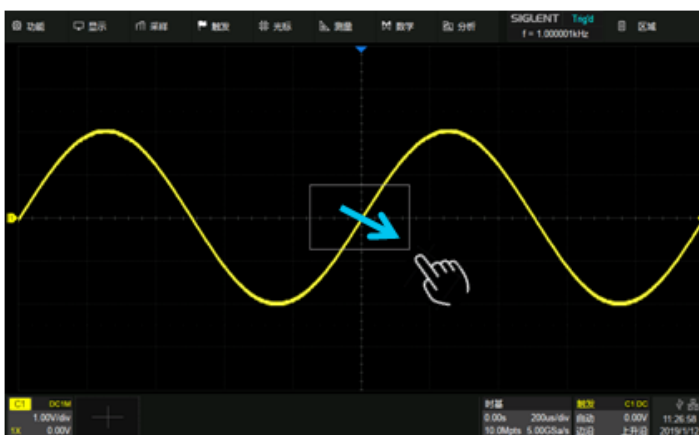 功能 显示 采样 触发 光标 测量 数学 分析 SIGLENT Trig'd 区域
f = 1.000001kHz
C1 DC1M
1.00V/div
1X 0.00V
时基
0.00s 200us/div
10.0Mpts 5.00GSa/s
触发 C1 DC
自动 0.00V
边沿 上升沿
11:26:58
2019/1/12